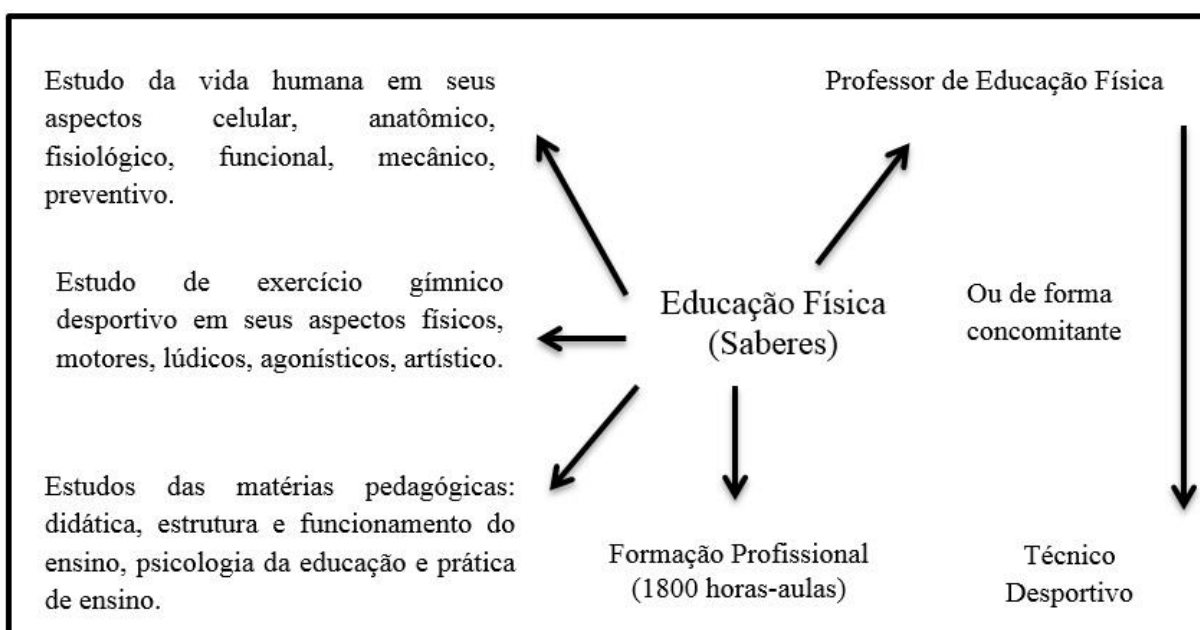 Estudo da vida humana em seus
aspectos celular, anatômico,
fisiológico, funcional, mecânico,
preventivo.
Professor de Educação Física
Estudo de exercício gímnico
desportivo em seus aspectos físicos,
motores, lúdicos, agonísticos, artístico.
Educação Física
(Saberes)
Ou de forma
concomitante
Estudos das matérias pedagógicas:
didática, estrutura e funcionamento do
ensino, psicologia da educação e prática
de ensino.
Formação Profissional
(1800 horas-aulas)
Técnico
Desportivo